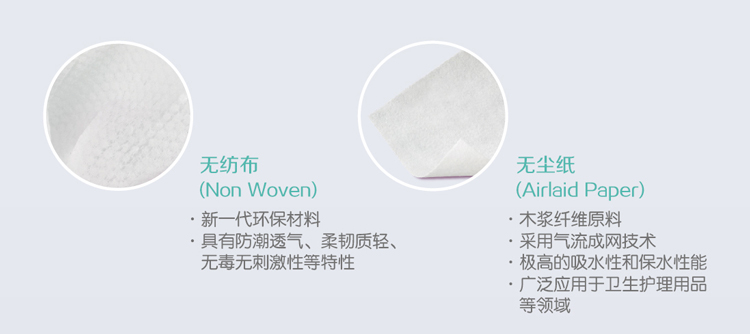 无纺布
(Non Woven)
·新一代环保材料
·具有防潮透气、柔韧质轻、
无毒无刺激性等特性
无尘纸
(Airlaid Paper)
·木浆纤维原料
·采用气流成网技术
·极高的吸水性和保水性能
·广泛应用于卫生护理用品
等领域